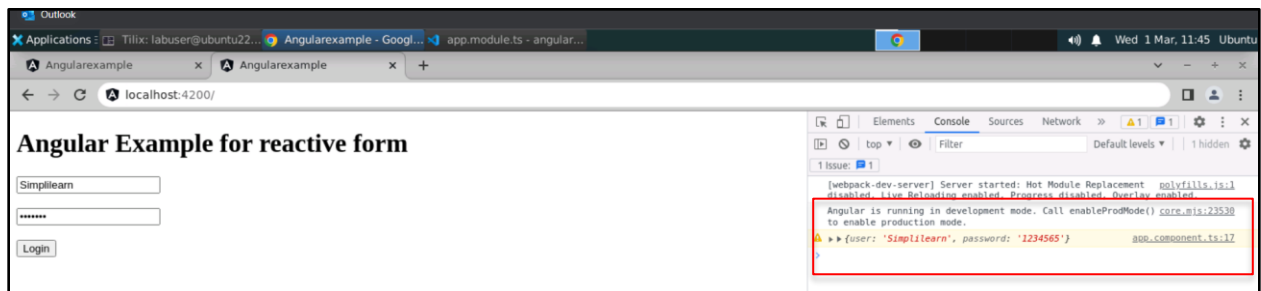 Outlook
Applications Tilix: labuser@ubuntu22... Angularexample - Googl... app.module.ts - angular... Wed 1 Mar, 11:45 Ubuntu
Angularexample Angularexample
localhost:4200/
Elements Console Sources Network 1 1
Angular Example for reactive form
top Filter Default levels 1 hidden
1 Issue: 1
Simplilearn
[webpack-dev-server] Server started: Hot Module Replacement polyfills.js:1
disabled, Live Reloading enabled, Progress disabled, Overlay enabled.
Angular is running in development mode. Call enableProdMode() core.mjs:23530
to enable production mode.
•••••••
{user: 'Simplilearn', password: '1234565'} app.component.ts:17
Login